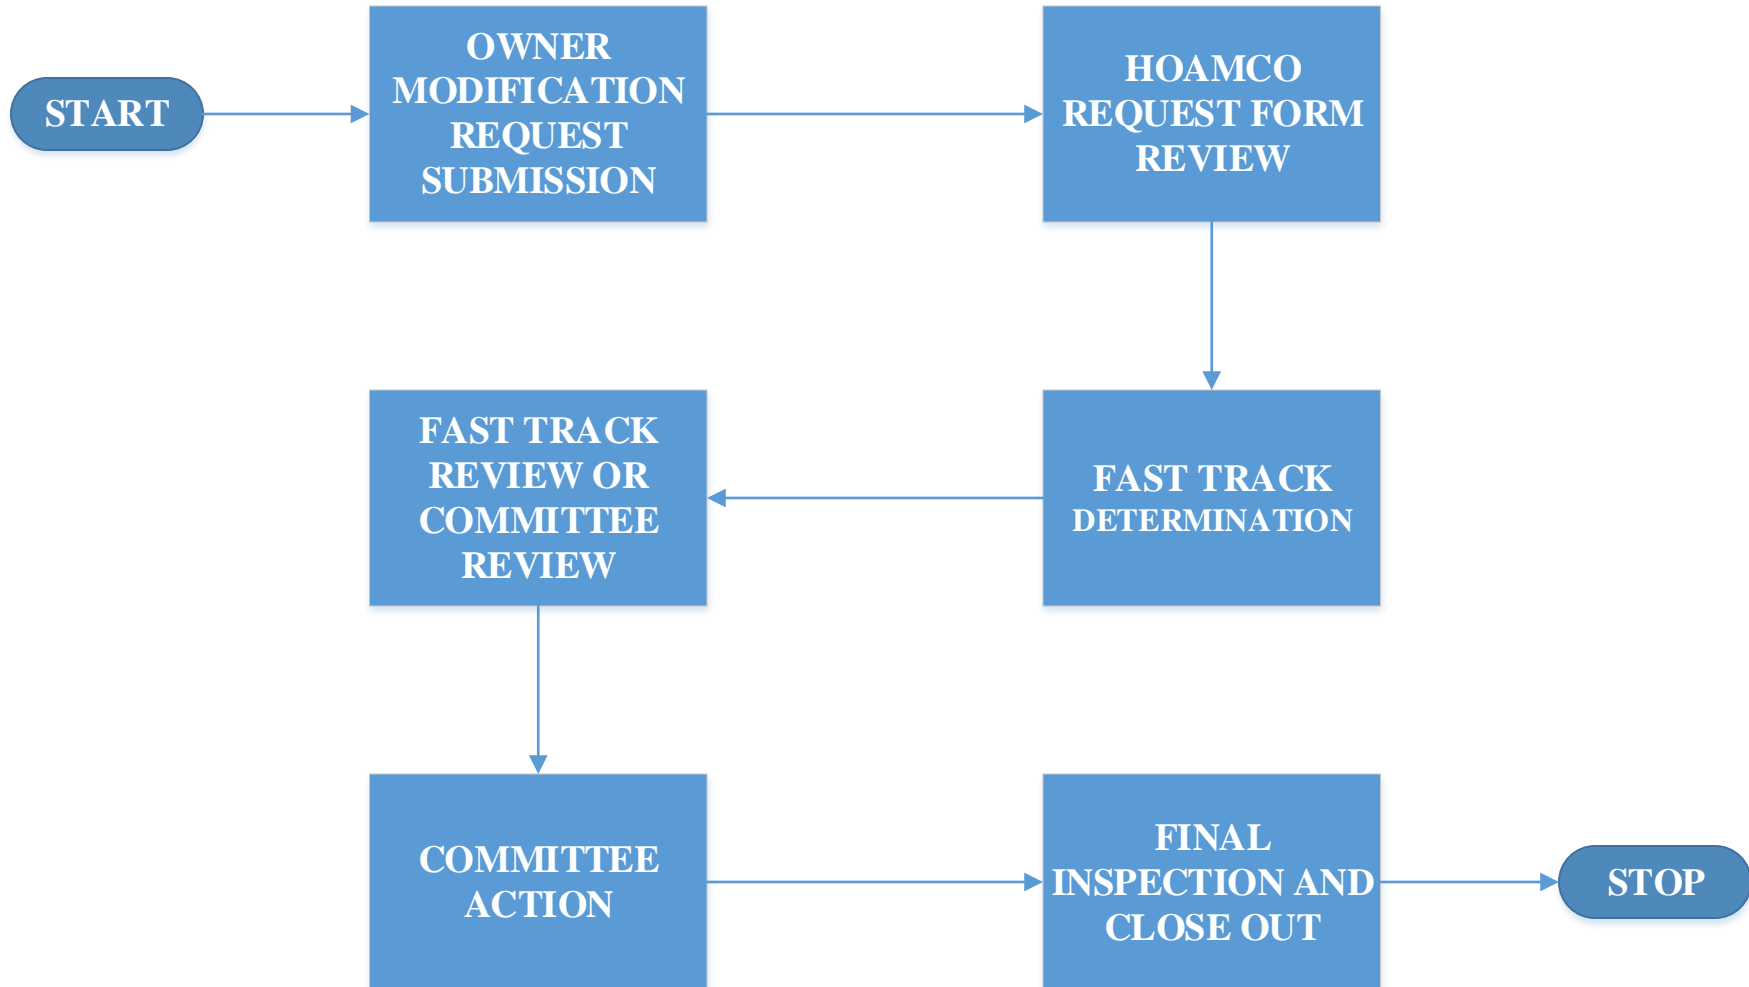 START
OWNER
MODIFICATION
REQUEST
SUBMISSION
HOAMCO
REQUEST FORM
REVIEW
FAST TRACK
REVIEW OR
COMMITTEE
REVIEW
FAST TRACK
DETERMINATION
COMMITTEE
ACTION
FINAL
INSPECTION AND
CLOSE OUT
STOP